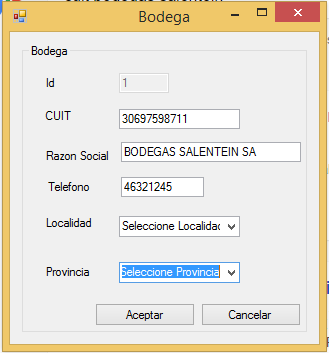 Bodega
Bodega
Id 1
CUIT 30697598711
Razon Social BODEGAS SALENTEIN SA
Telefono 46321245
Localidad Seleccione Localidad
Provincia Seleccione Provincia
Aceptar Cancelar